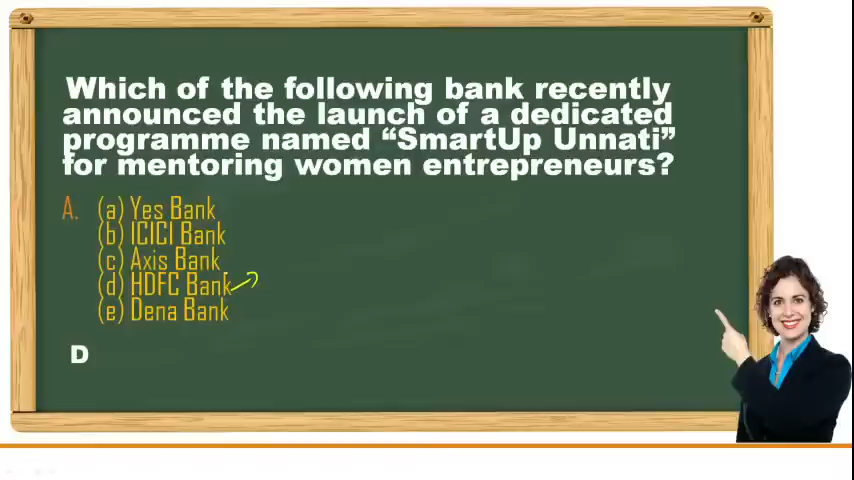 Which of the following bank recently
announced the launch of a dedicated
programme named “SmartUp Unnati”
for mentoring women entrepreneurs?
A. (a) Yes Bank
(b) ICICI Bank
(c) Axis Bank
(d) HDFC Bank
(e) Dena Bank
D